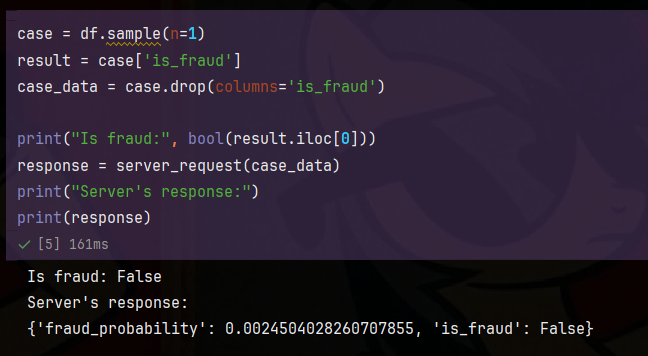 case = df.sample(n=1)
result = case['is_fraud']
case_data = case.drop(columns='is_fraud')
print("Is fraud:", bool(result.iloc[0]))
response = server_request(case_data)
print("Server's response:")
print(response)
[5] 161ms
Is fraud: False
Server's response:
{'fraud_probability': 0.0024504028260707855, 'is_fraud': False}